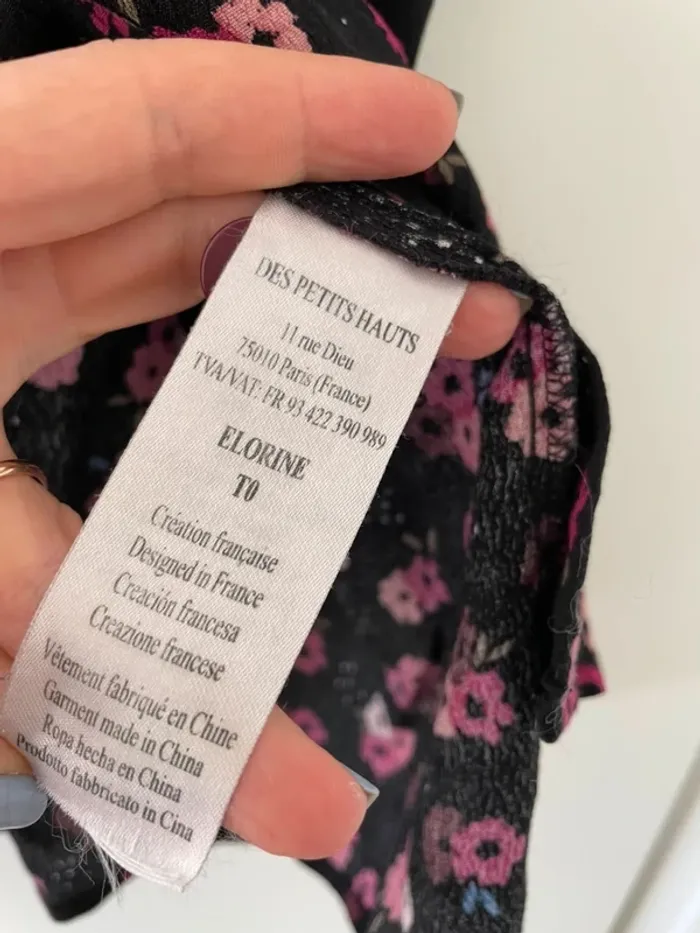 DES PETITS HAUTS
11 rue Dieu
75010 Paris (France)
TVA/VAT: FR 93 422 390 989
ELORINE
T0
Création française
Designed in France
Creación francesa
Creazione francese
Vêtement fabriqué en Chine
Garment made in China
Ropa hecha en China
Prodotto fabbricato in Cina